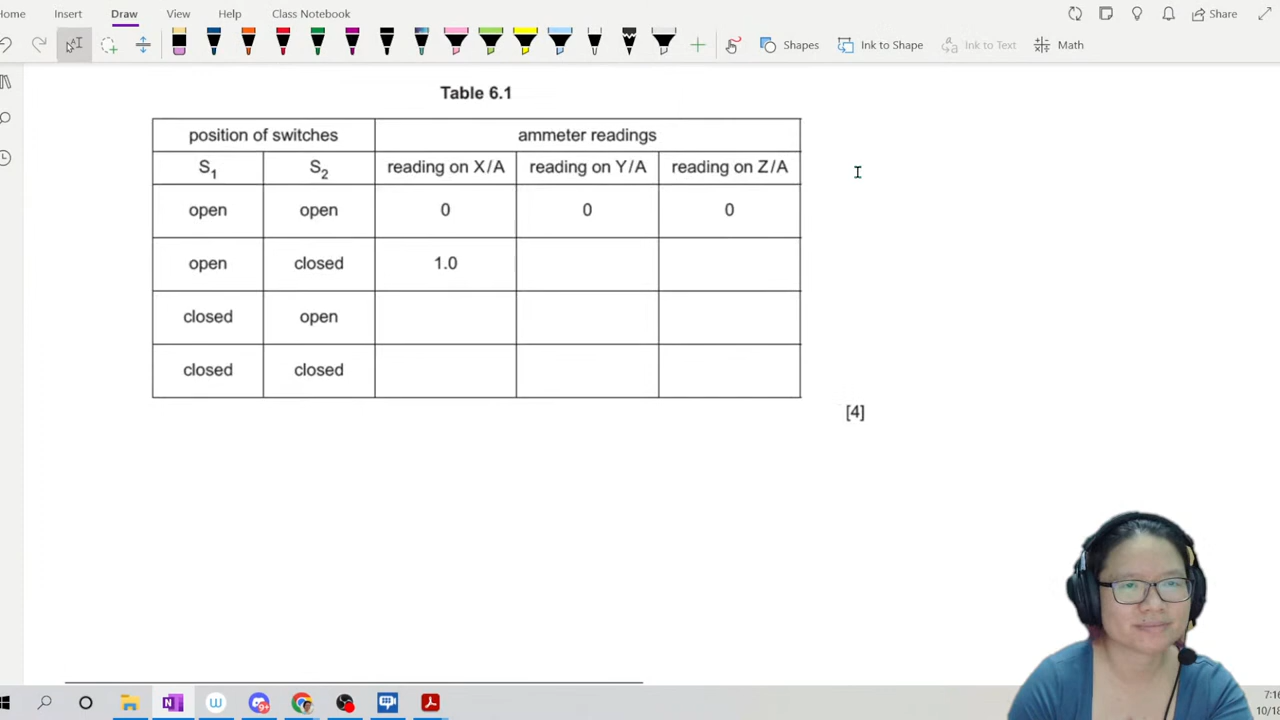 Home Insert Draw View Help Class Notebook Share
Shapes Ink to Shape Ink to Text Math
Table 6.1
position of switches ammeter readings
S1 S2 reading on X/A reading on Y/A reading on Z/A
open open 0 0 0
open closed 1.0
closed open
closed closed
[4]